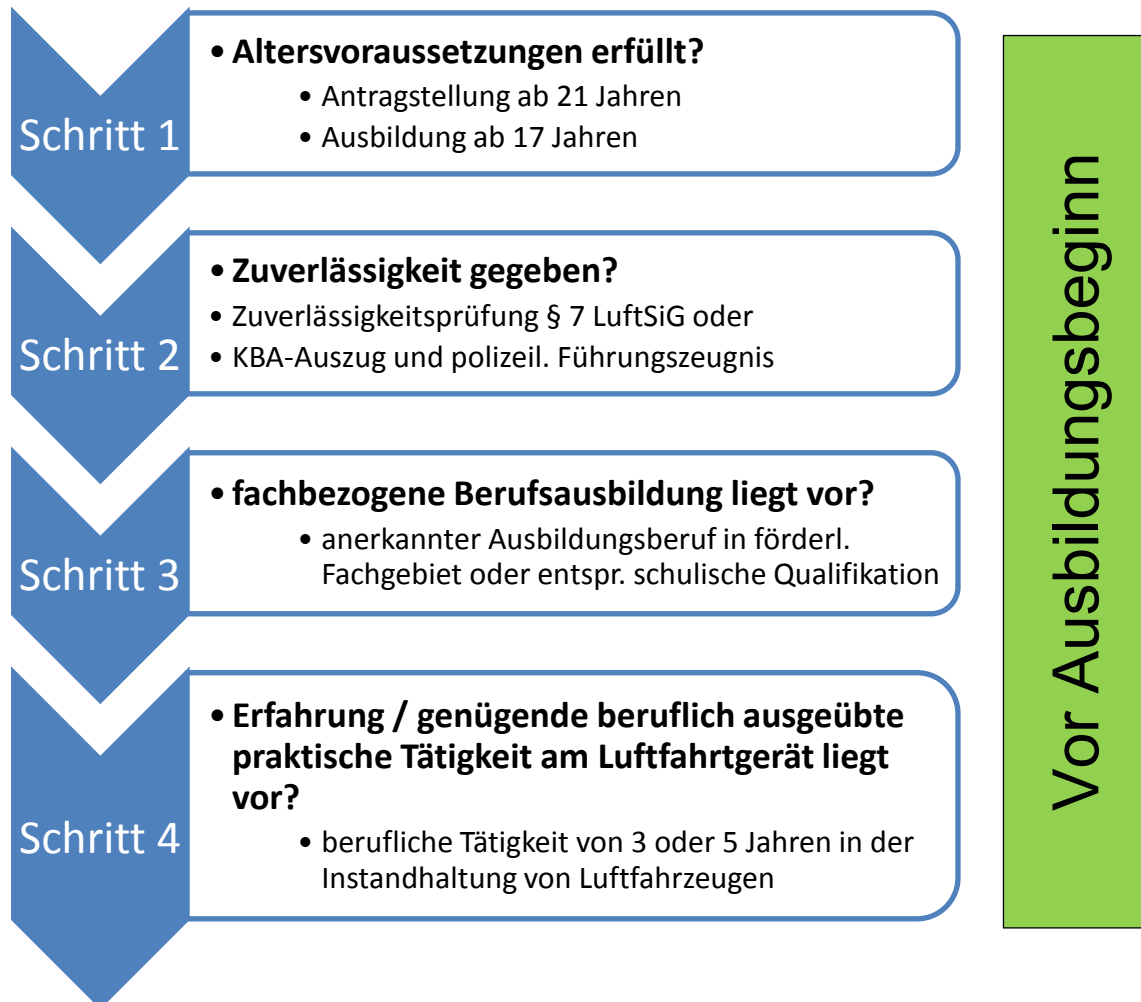 Schritt 1
• Altersvoraussetzungen erfüllt?
• Antragstellung ab 21 Jahren
• Ausbildung ab 17 Jahren
Schritt 2
• Zuverlässigkeit gegeben?
• Zuverlässigkeitsprüfung § 7 LuftSiG oder
• KBA-Auszug und polizeil. Führungszeugnis
Schritt 3
• fachbezogene Berufsausbildung liegt vor?
• anerkannter Ausbildungsberuf in förderl.
Fachgebiet oder entspr. schulische Qualifikation
Schritt 4
• Erfahrung / genügende beruflich ausgeübte
praktische Tätigkeit am Luftfahrtgerät liegt
vor?
• berufliche Tätigkeit von 3 oder 5 Jahren in der
Instandhaltung von Luftfahrzeugen
Vor Ausbildungsbeginn